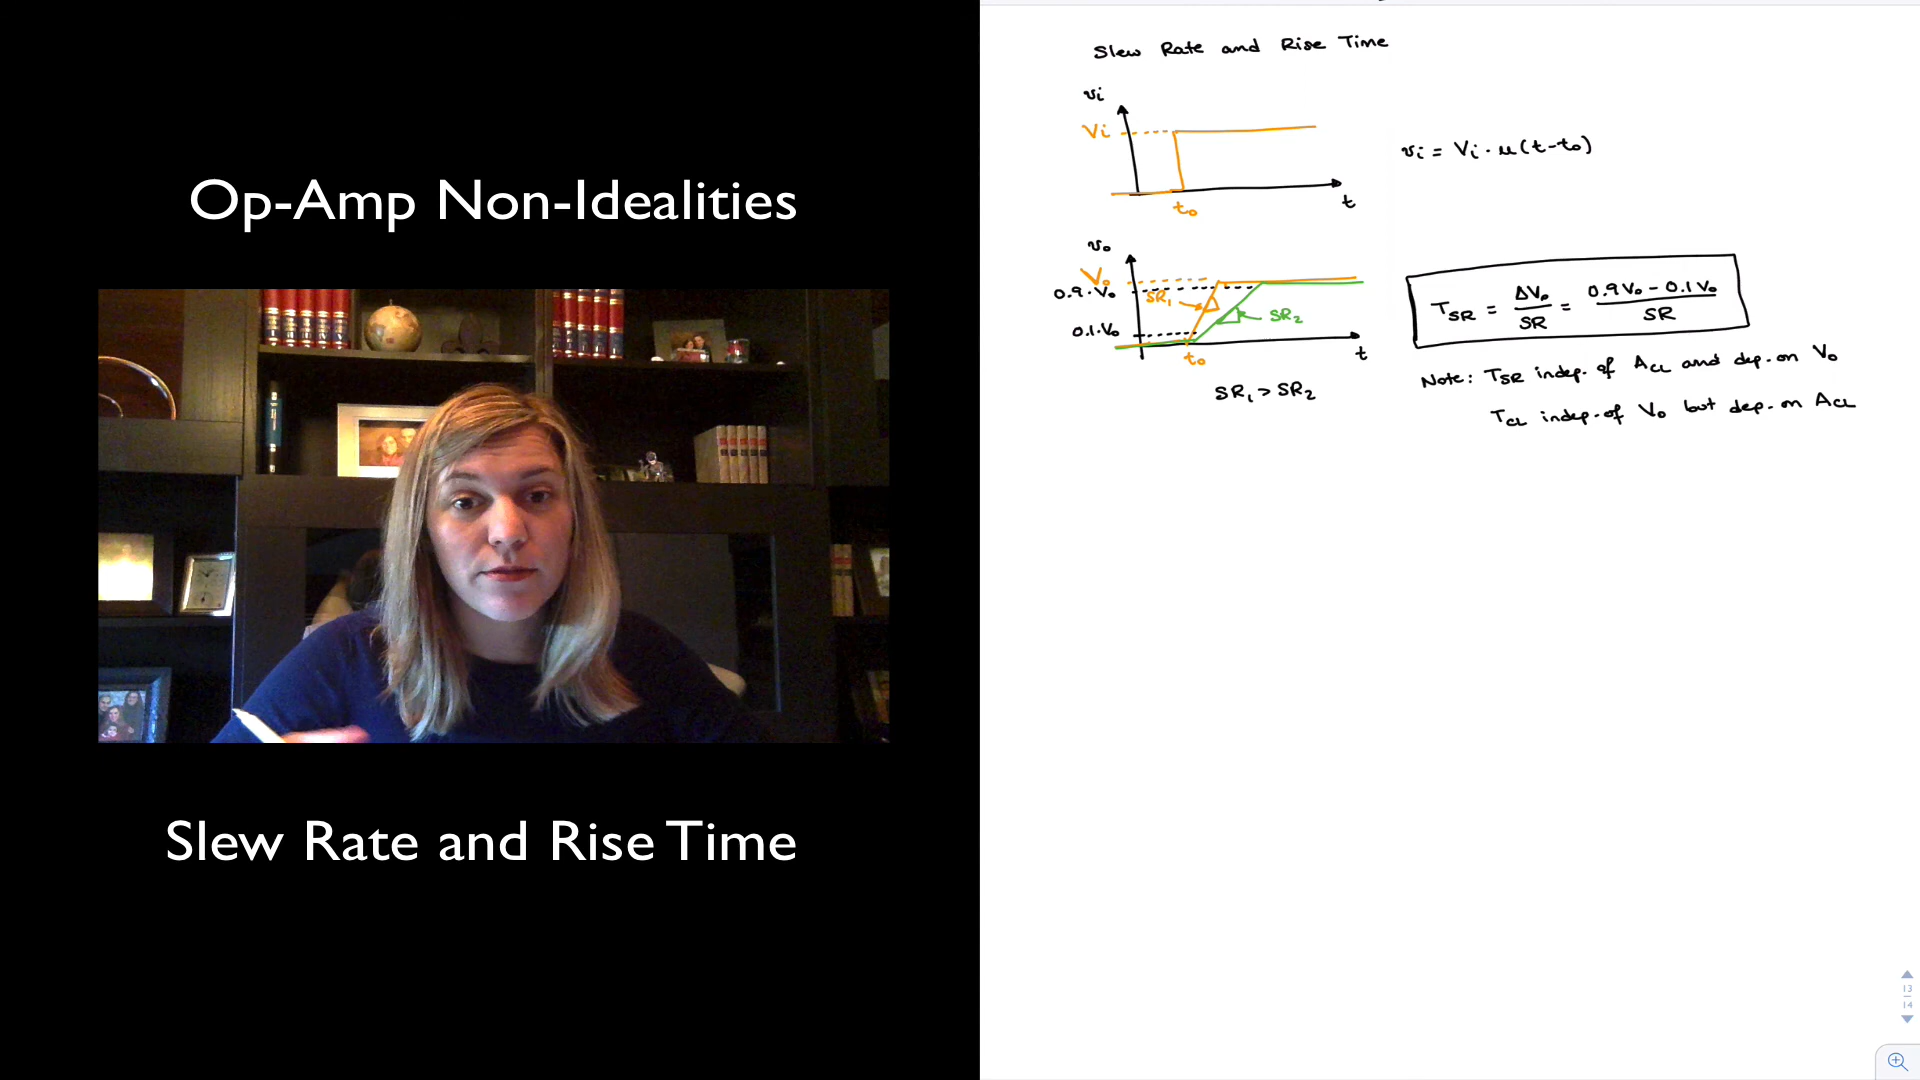 Op-Amp Non-Idealities
Slew Rate and Rise Time
Slew Rate and Rise Time
vi
Vi
t
to
vi = Vi · u(t-to)
vo
Vo
0.9·Vo
SR1
SR2
0.1·Vo
to
t
SR1 > SR2
TSR = ΔVo / SR = 0.9Vo - 0.1Vo / SR
Note: TSR indep. of ACL and dep. on Vo
TCL indep. of Vo but dep. on ACL
13
14